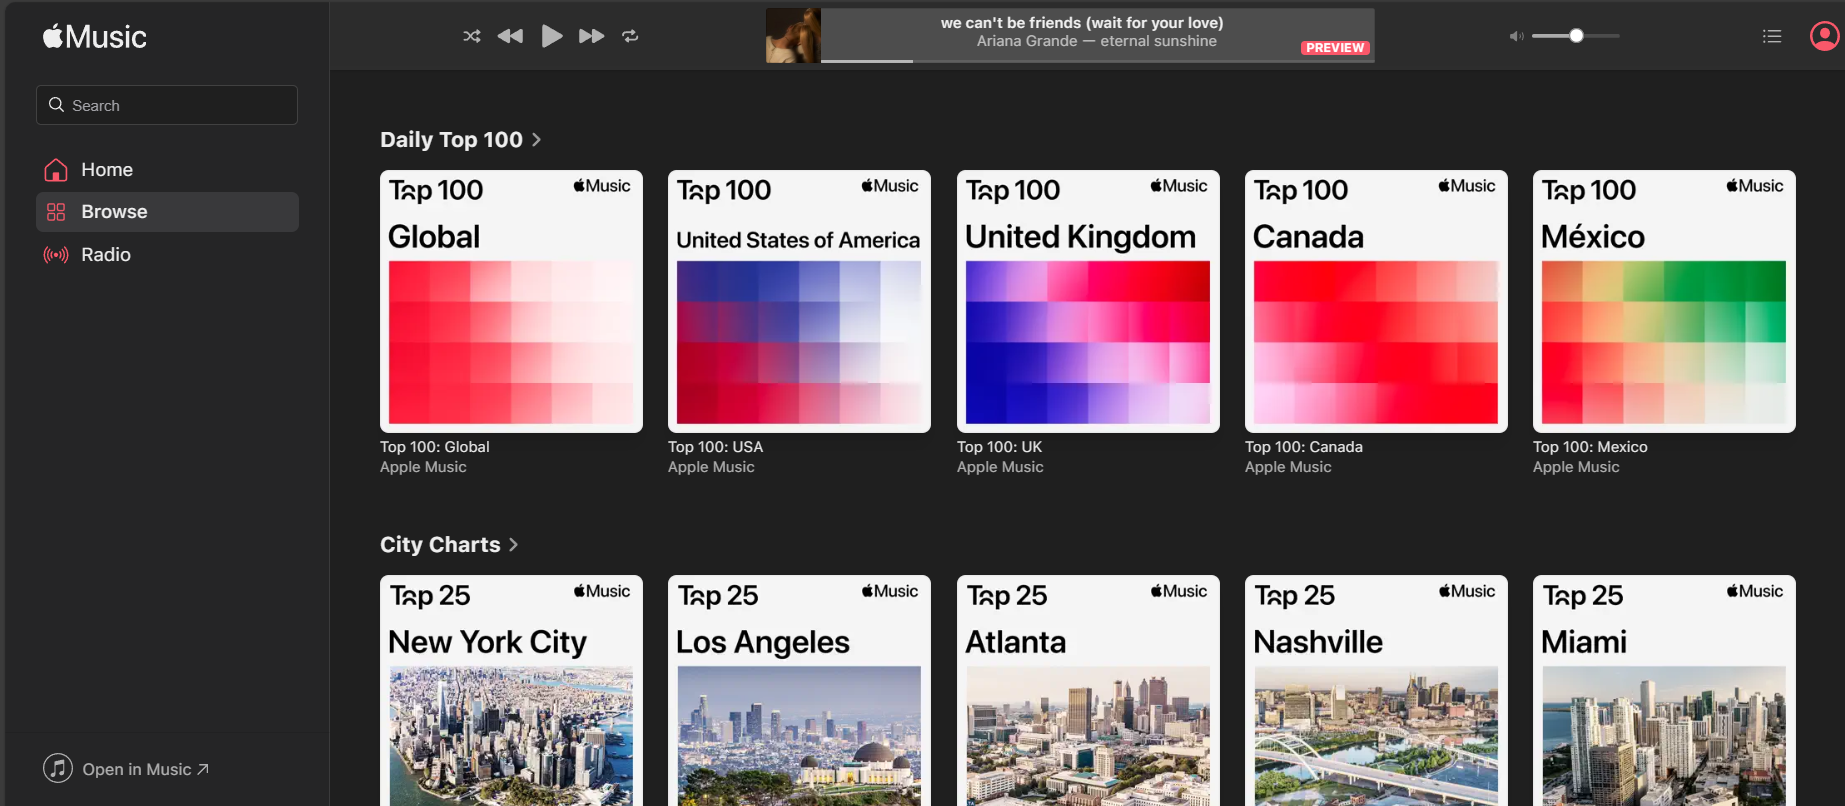 Music
Search
Home
Browse
Radio
Open in Music
we can't be friends (wait for your love)
Ariana Grande — eternal sunshine
PREVIEW
Daily Top 100
Top 100
Music
Global
Top 100: Global
Apple Music
Top 100
Music
United States of America
Top 100: USA
Apple Music
Top 100
Music
United Kingdom
Top 100: UK
Apple Music
Top 100
Music
Canada
Top 100: Canada
Apple Music
Top 100
Music
México
Top 100: Mexico
Apple Music
City Charts
Top 25
Music
New York City
Top 25
Music
Los Angeles
Top 25
Music
Atlanta
Top 25
Music
Nashville
Top 25
Music
Miami